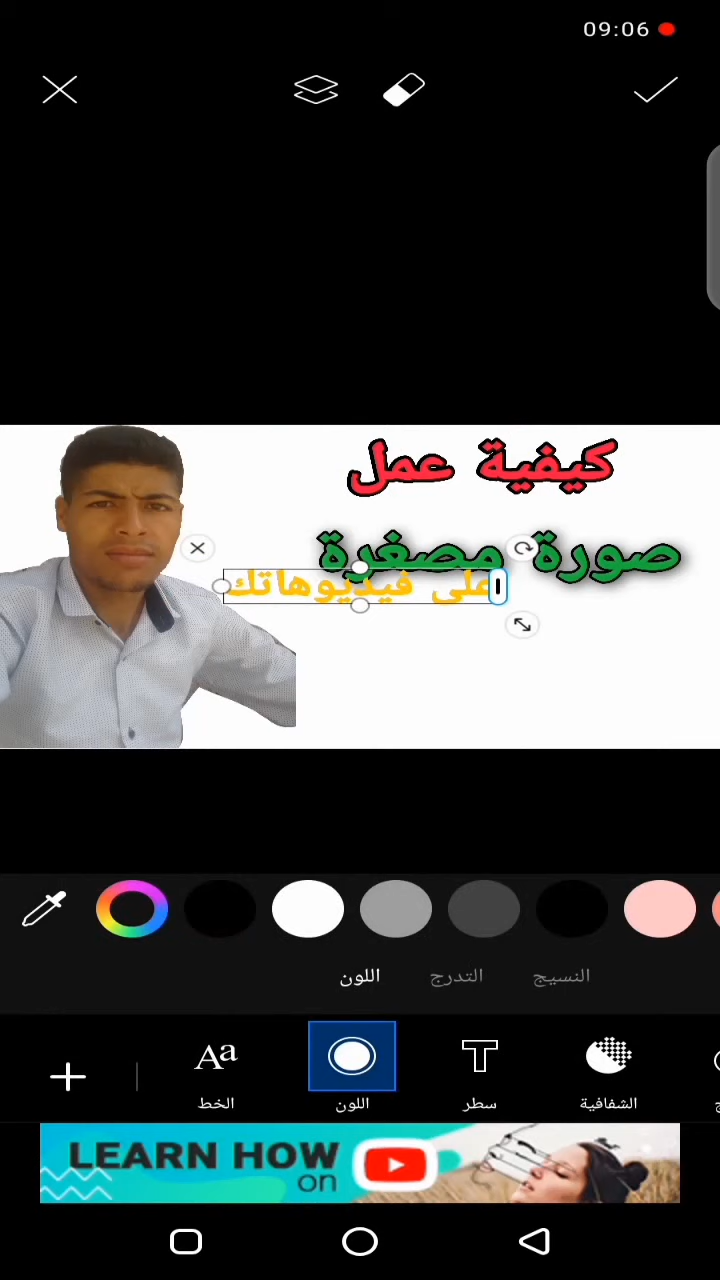 09:06
كيفية عمل
صورة مصغرة
على فيديوهاتك
اللون التدرج النسيج
Aa T
الخط اللون سطر الشفافية
LEARN HOW
on